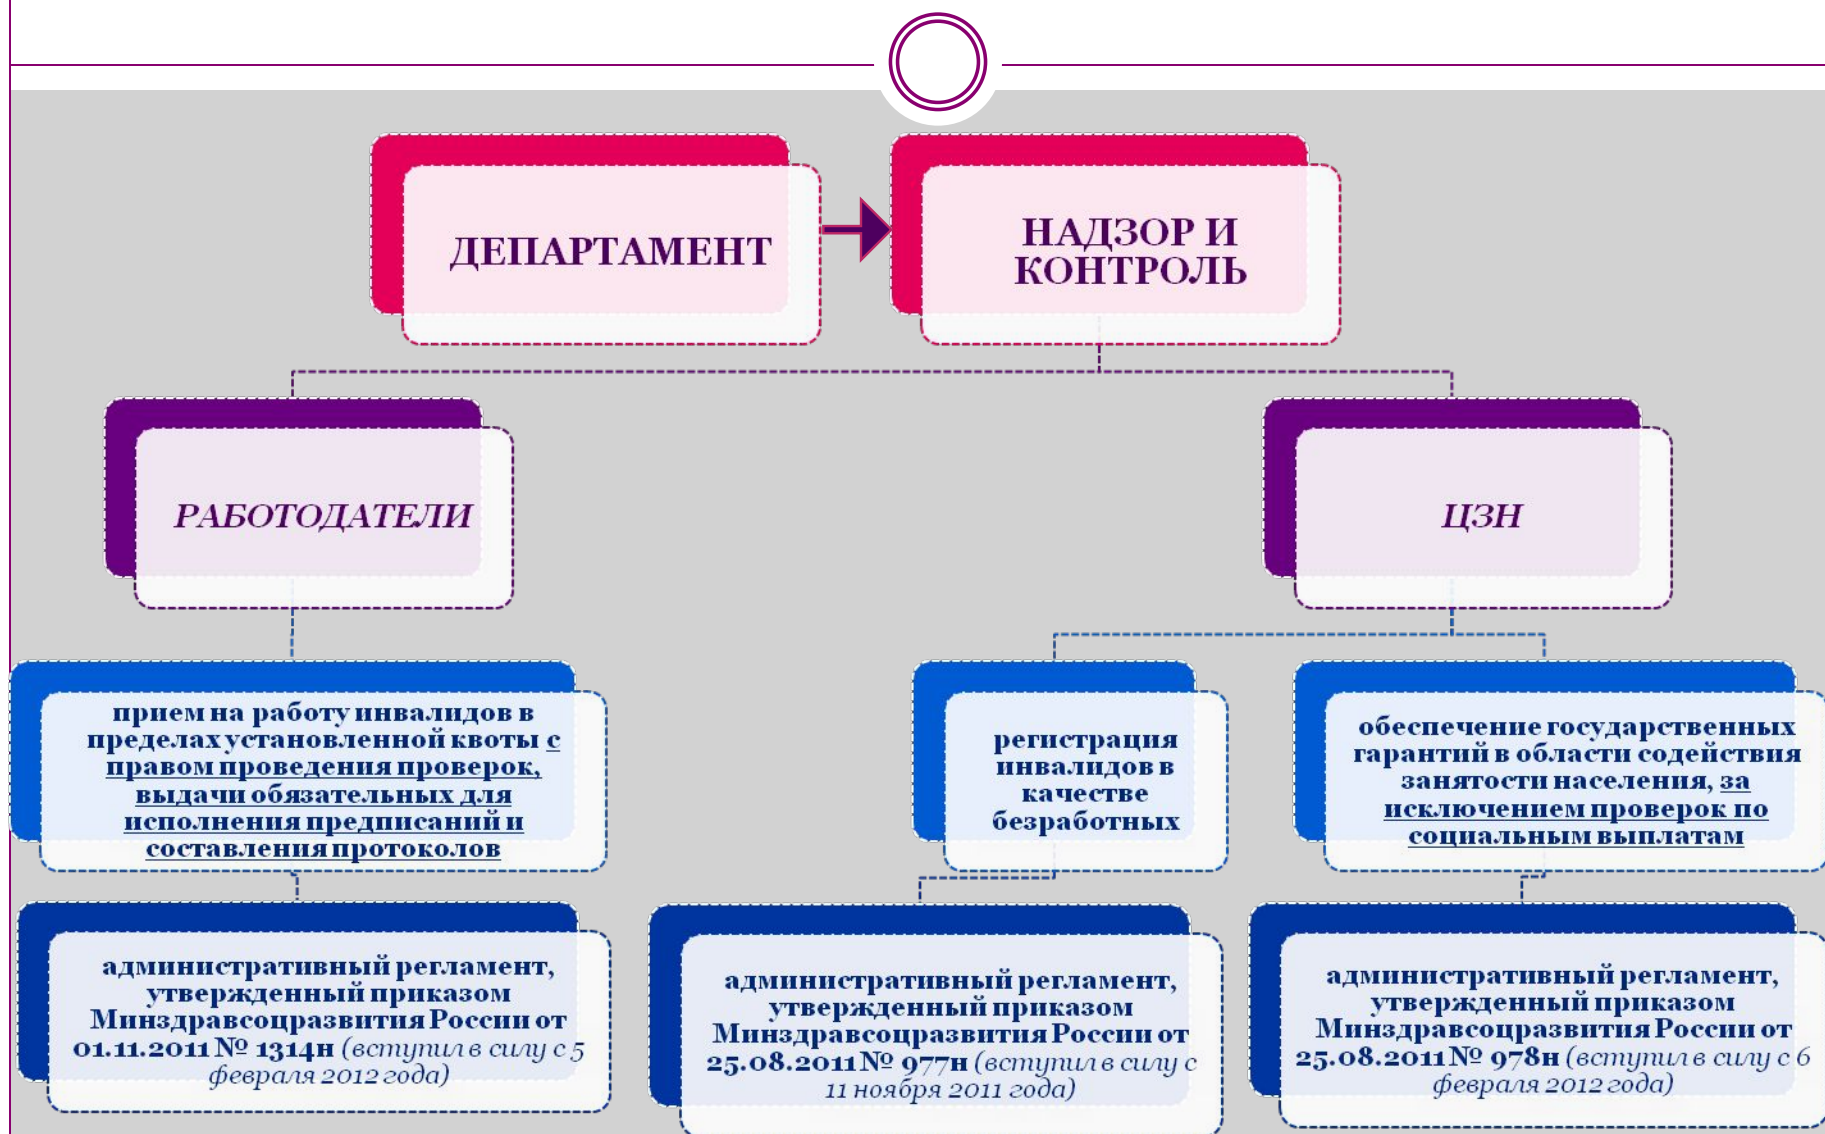 ДЕПАРТАМЕНТ
НАДЗОР И
КОНТРОЛЬ
РАБОТОДАТЕЛИ
ЦЗН
прием на работу инвалидов в
пределах установленной квоты с
правом проведения проверок,
выдачи обязательных для
исполнения предписаний и
составления протоколов
регистрация
инвалидов в
качестве
безработных
обеспечение государственных
гарантий в области содействия
занятости населения, за
исключением проверок по
социальным выплатам
административный регламент,
утвержденный приказом
Минздравсоцразвития России от
01.11.2011 № 1314н (вступил в силу с 5
февраля 2012 года)
административный регламент,
утвержденный приказом
Минздравсоцразвития России от
25.08.2011 № 977н (вступил в силу с
11 ноября 2011 года)
административный регламент,
утвержденный приказом
Минздравсоцразвития России от
25.08.2011 № 978н (вступил в силу с 6
февраля 2012 года)